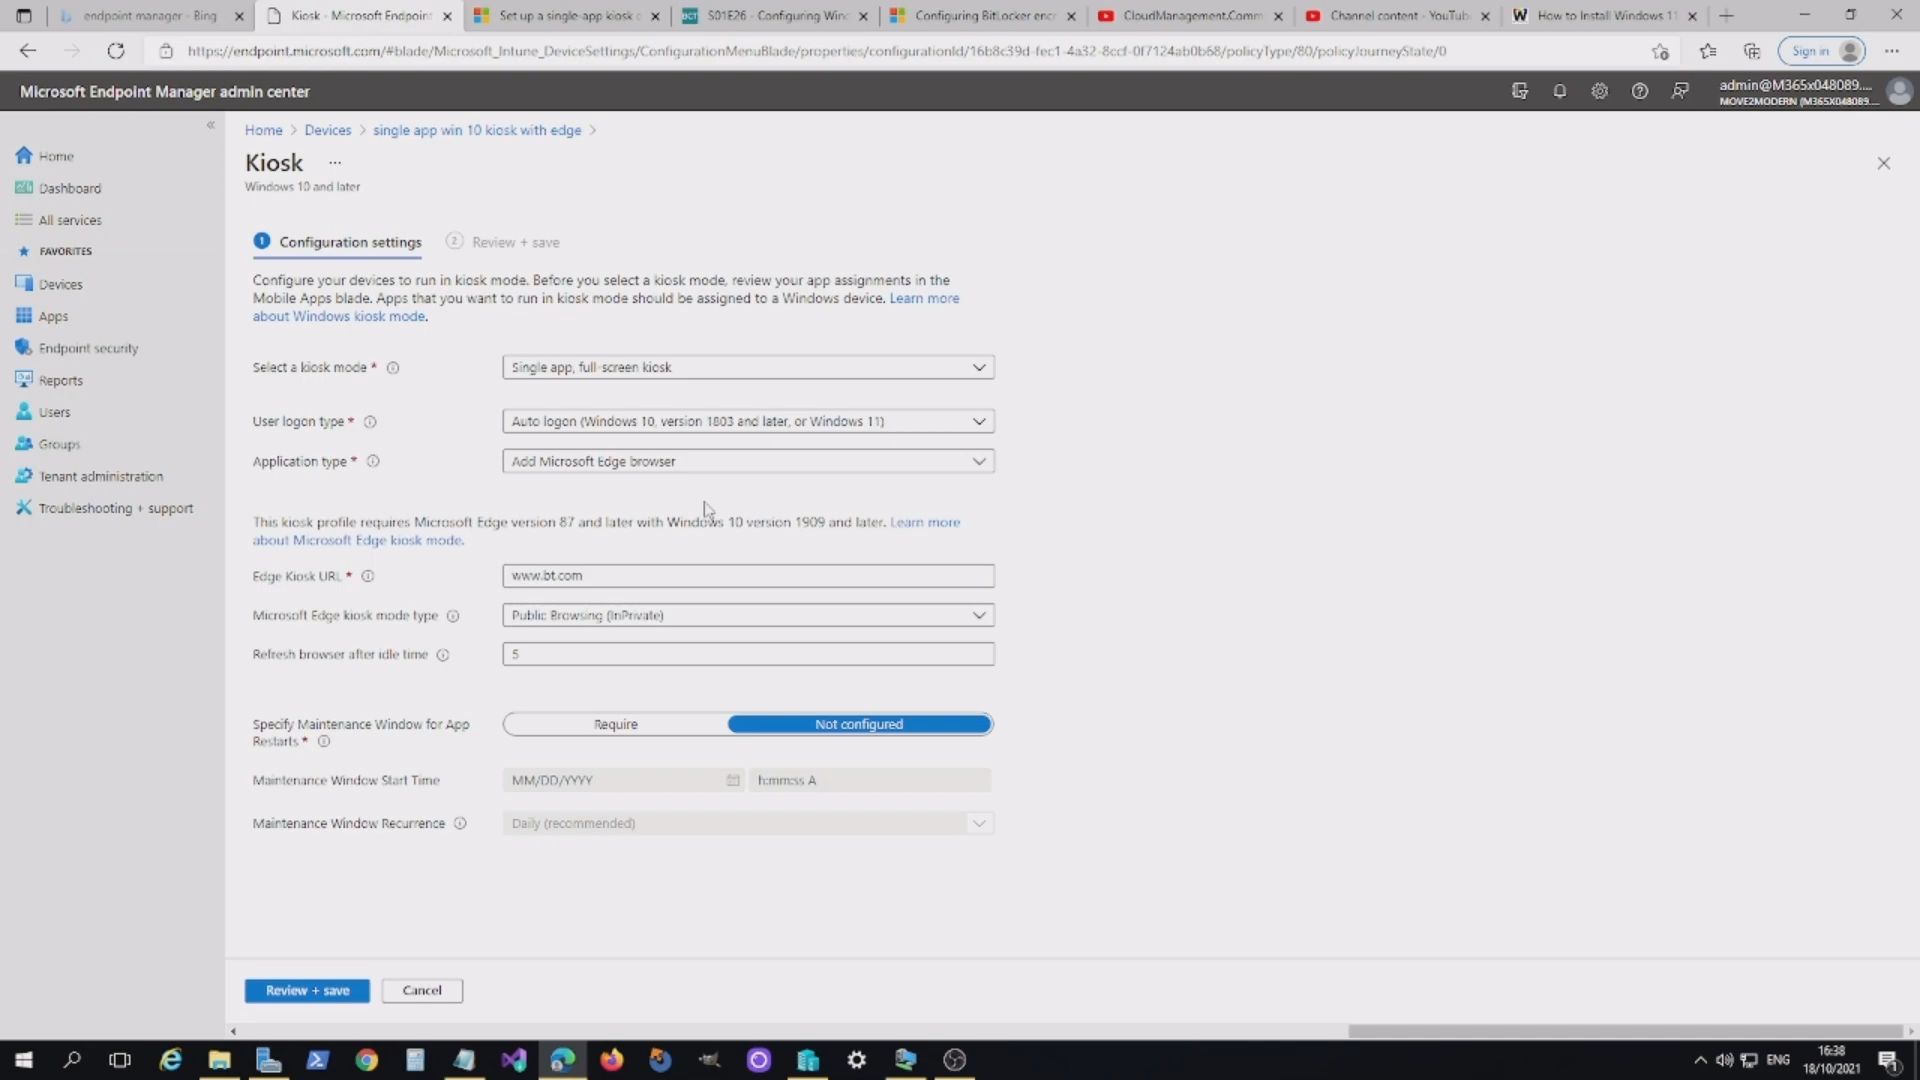 endpoint manager - Bing
Kiosk - Microsoft Endpoint
Set up a single-app kiosk o
BCT S01E26 - Configuring Winc
Configuring BitLocker encr
CloudManagement.Comm
Channel content - YouTub
W How to Install Windows 11
https://endpoint.microsoft.com/#blade/Microsoft_Intune_DeviceSettings/ConfigurationMenuBlade/properties/configurationId/16b8c39d-fec1-4a32-8ccf-0f7124ab0b68/policyType/80/policyJourneyState/0
Sign in
Microsoft Endpoint Manager admin center
admin@M365x048089....
MOVE2MODERN (M365X048089...
Home
Dashboard
All services
FAVORITES
Devices
Apps
Endpoint security
Reports
Users
Groups
Tenant administration
Troubleshooting + support
Home > Devices > single app win 10 kiosk with edge >
Kiosk ...
Windows 10 and later
1 Configuration settings
2 Review + save
Configure your devices to run in kiosk mode. Before you select a kiosk mode, review your app assignments in the
Mobile Apps blade. Apps that you want to run in kiosk mode should be assigned to a Windows device. Learn more
about Windows kiosk mode.
Select a kiosk mode *
Single app, full-screen kiosk
User logon type *
Auto logon (Windows 10, version 1803 and later, or Windows 11)
Application type *
Add Microsoft Edge browser
This kiosk profile requires Microsoft Edge version 87 and later with Windows 10 version 1909 and later. Learn more
about Microsoft Edge kiosk mode.
Edge Kiosk URL *
www.bt.com
Microsoft Edge kiosk mode type
Public Browsing (InPrivate)
Refresh browser after idle time
5
Specify Maintenance Window for App
Restarts *
Require
Not configured
Maintenance Window Start Time
MM/DD/YYYY
h:mm:ss A
Maintenance Window Recurrence
Daily (recommended)
Review + save
Cancel
ENG
16:38
18/10/2021
1